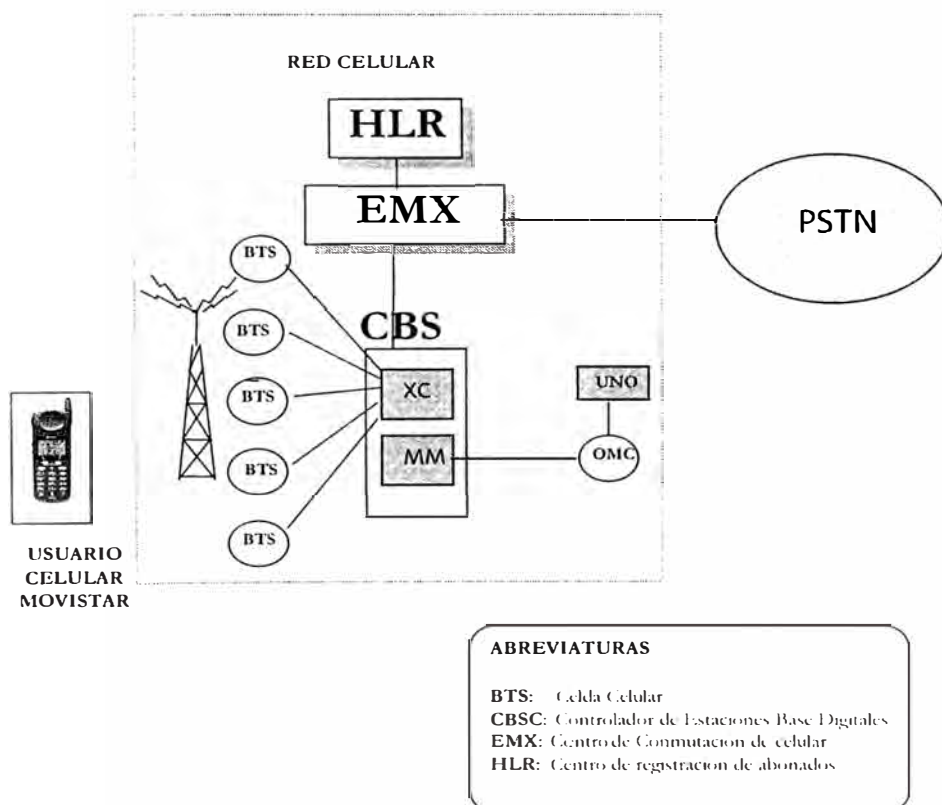 RED CELULAR
HLR
EMX
PSTN
BTS
BTS
BTS
BTS
BTS
CBS
XC
MM
UNO
OMC
USUARIO
CELULAR
MOVISTAR
ABREVIATURAS
BTS: Celda Celular
CBSC: Controlador de Estaciones Base Digitales
EMX: Centro de Conmutacion de celular
HLR: Centro de registracion de abonados